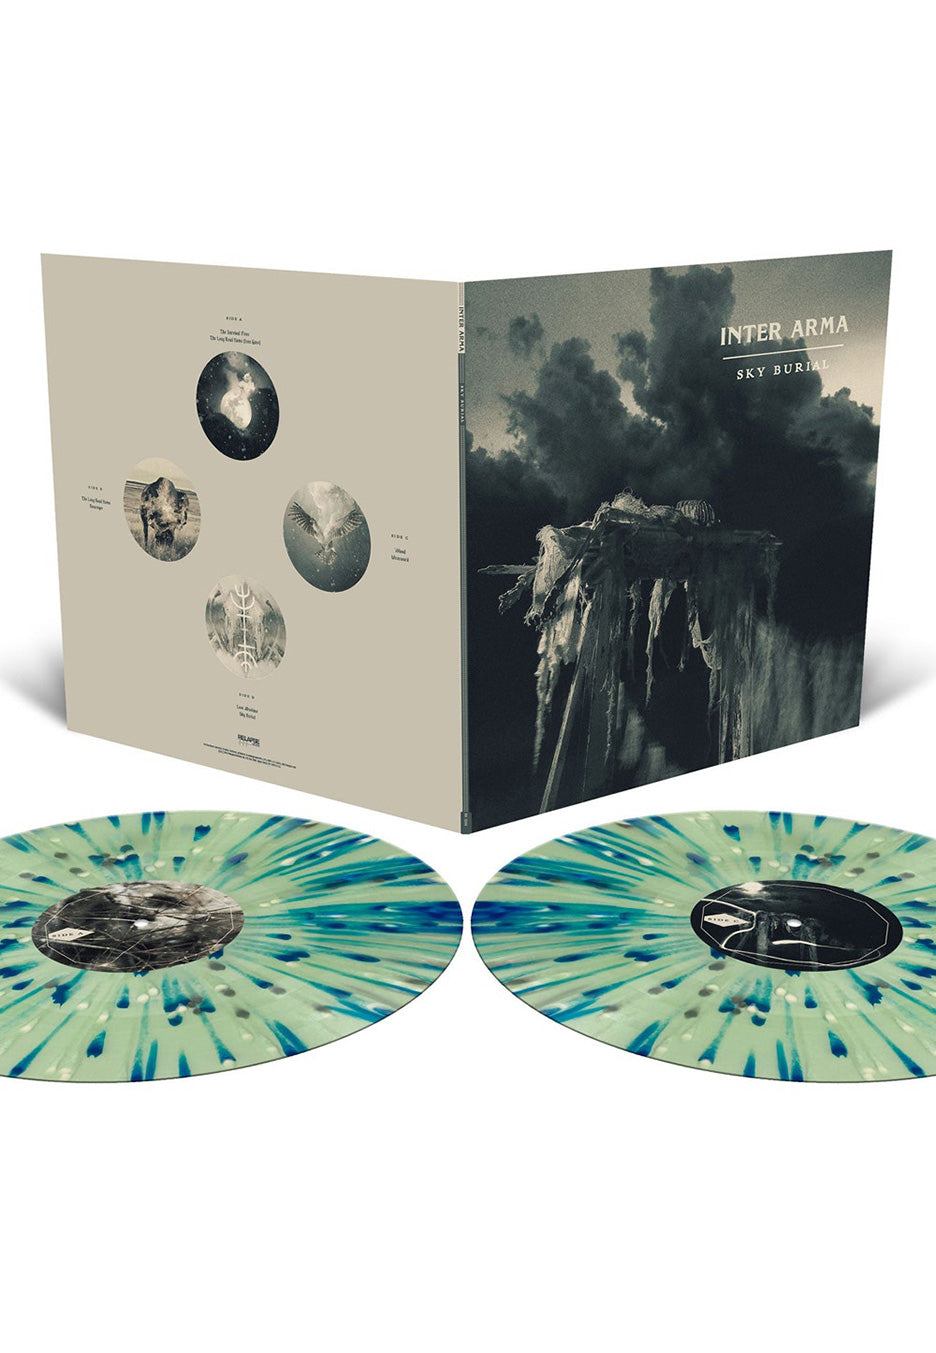 SIDE A
The Survival Fires
The Long Road Home (Iron Gate)
SIDE B
The Long Road Home
Destroyer
SIDE C
'sblood
Westward
SIDE D
Love Absolute
Sky Burial
RELAPSE
INTER ARMA
SKY BURIAL
INTER ARMA
SKY BURIAL
SIDE A
SIDE C